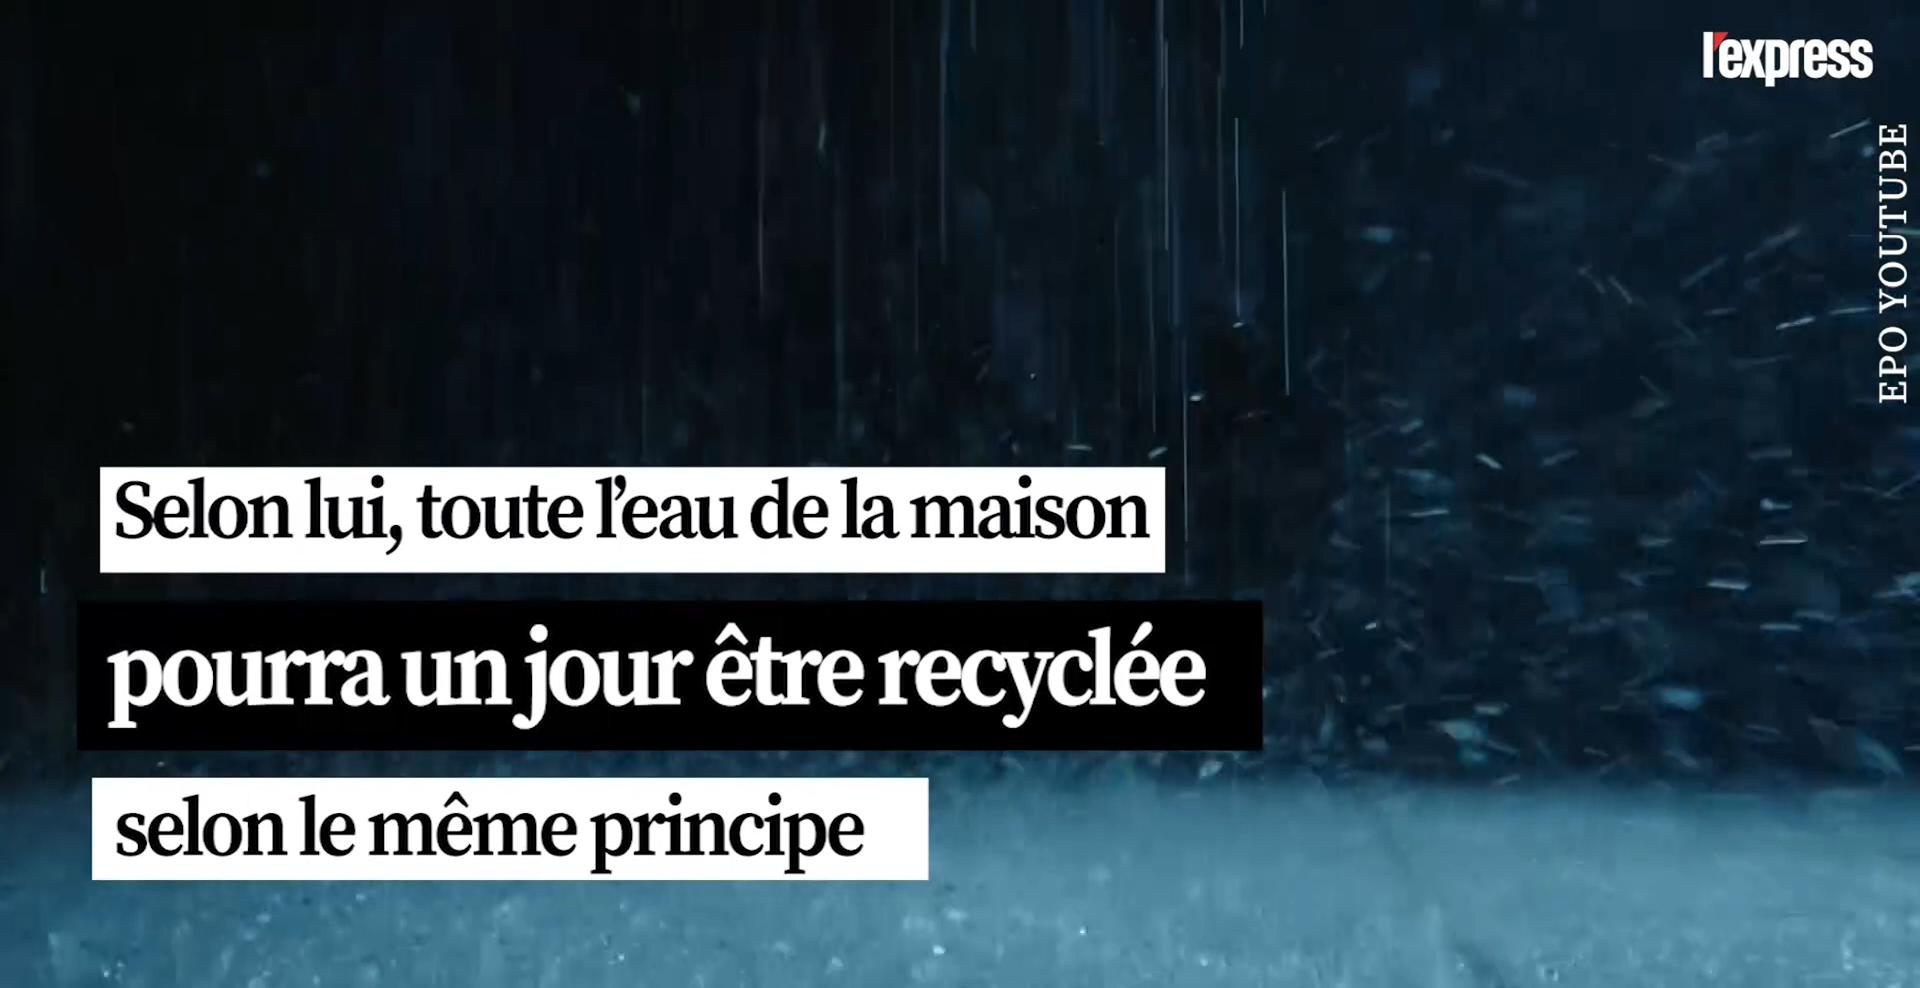 l'express
EPO YOUTUBE
Selon lui, toute l’eau de la maison
pourra un jour être recyclée
selon le même principe